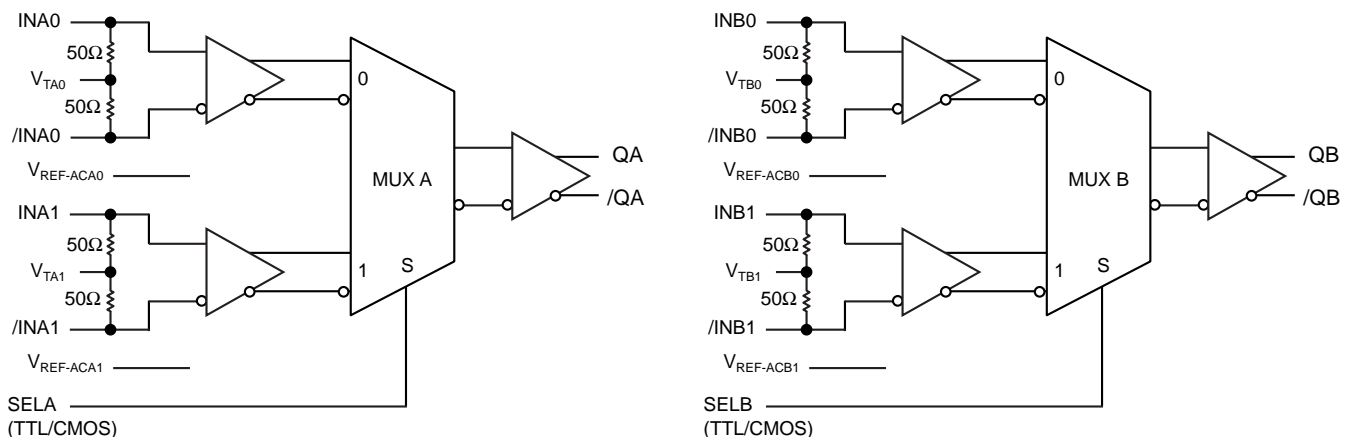 INA0
50Ω
VTA0
50Ω
/INA0
VREF-ACA0
INA1
50Ω
VTA1
50Ω
/INA1
VREF-ACA1
SELA
(TTL/CMOS)
0
MUX A
1
S
QA
/QA
INB0
50Ω
VTB0
50Ω
/INB0
VREF-ACB0
INB1
50Ω
VTB1
50Ω
/INB1
VREF-ACB1
SELB
(TTL/CMOS)
0
MUX B
1
S
QB
/QB